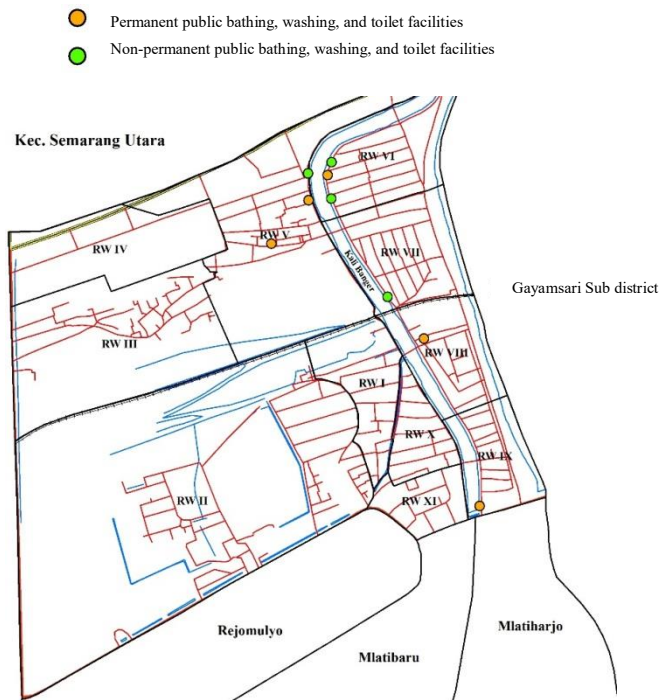 Permanent public bathing, washing, and toilet facilities
Non-permanent public bathing, washing, and toilet facilities
Kec. Semarang Utara
RW VI
RW V
RW IV
RW VII
Kali Banger
Gayamsari Sub district
RW III
RW VIII
RW I
RW X
RW IX
RW II
RW XI
Rejomulyo
Mlatiharjo
Mlatibaru